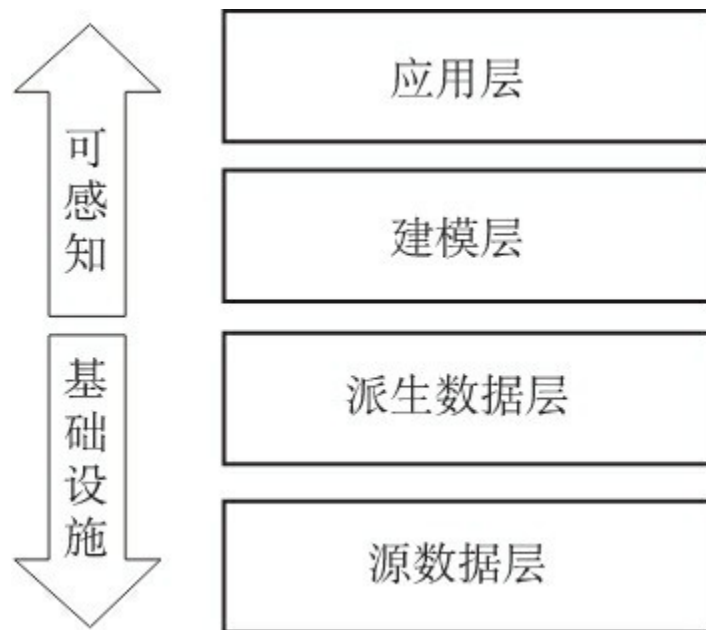 应用层
可感知
建模层
基础设施
派生数据层
源数据层